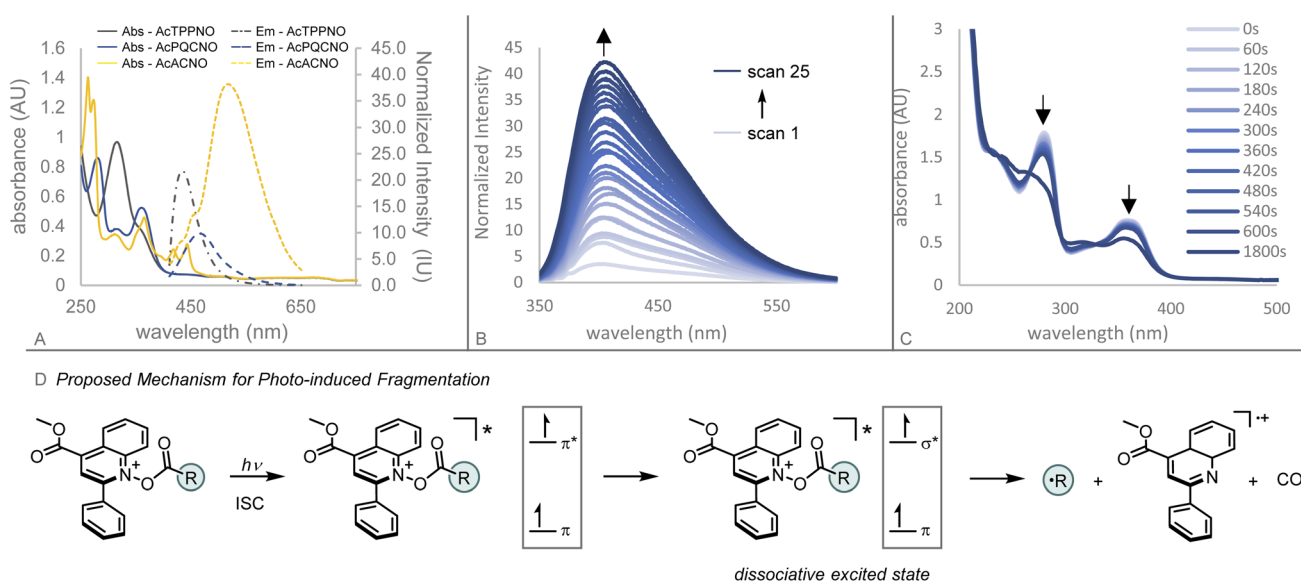 Abs - AcTPPNO
Em - AcTPPNO
Abs - AcPQCNO
Em - AcPQCNO
Abs - AcACNO
Em - AcACNO
absorbance (AU)
1.6
1.4
1.2
1
0.8
0.6
0.4
0.2
0
45.0
40.0
35.0
30.0
25.0
20.0
15.0
10.0
5.0
0.0
Normalized Intensity (IU)
250
450
650
wavelength (nm)
A
Normalized Intensity
45
40
35
30
25
20
15
10
5
0
scan 25
scan 1
350
450
550
wavelength (nm)
B
absorbance (AU)
3
2.5
2
1.5
1
0.5
0
0s
60s
120s
180s
240s
300s
360s
420s
480s
540s
600s
1800s
200
300
400
500
wavelength (nm)
C
D Proposed Mechanism for Photo-induced Fragmentation
O
O
N
+
O
O
R
hν
ISC
O
O
N
+
O
O
R
*
π*
π
O
O
N
+
O
O
R
*
σ*
π
dissociative excited state
•R
+
O
O
N
•+
+
CO